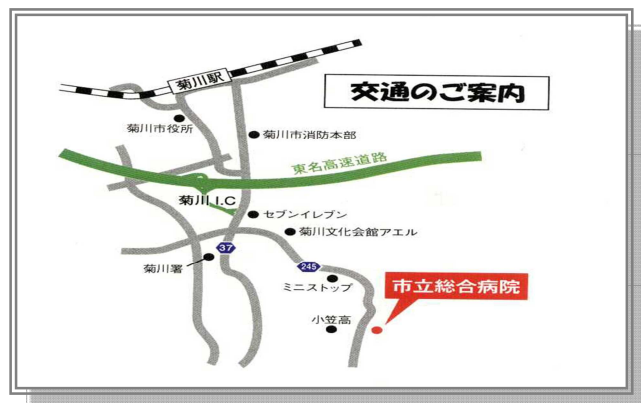 菊川駅
交通のご案内
菊川市役所
菊川市消防本部
東名高速道路
菊川I.C
セブンイレブン
菊川文化会館アエル
37
菊川署
245
ミニストップ
市立総合病院
小笠高